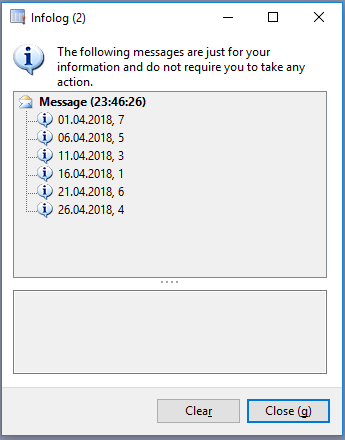 Infolog (2)
The following messages are just for your
information and do not require you to take any
action.
Message (23:46:26)
01.04.2018, 7
06.04.2018, 5
11.04.2018, 3
16.04.2018, 1
21.04.2018, 6
26.04.2018, 4
Clear
Close (g)